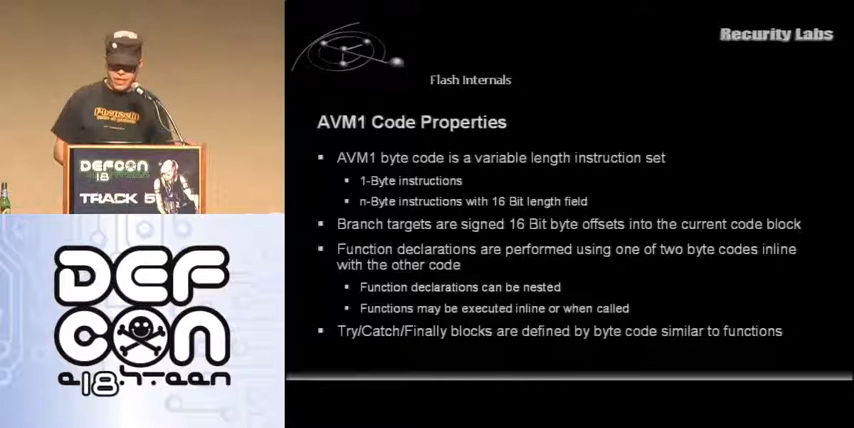 DEFCON
18
TRACK 5
DEF
CON
Recurity Labs
Flash Internals
AVM1 Code Properties
AVM1 byte code is a variable length instruction set
1-Byte instructions
n-Byte instructions with 16 Bit length field
Branch targets are signed 16 Bit byte offsets into the current code block
Function declarations are performed using one of two byte codes inline
with the other code
Function declarations can be nested
Functions may be executed inline or when called
Try/Catch/Finally blocks are defined by byte code similar to functions